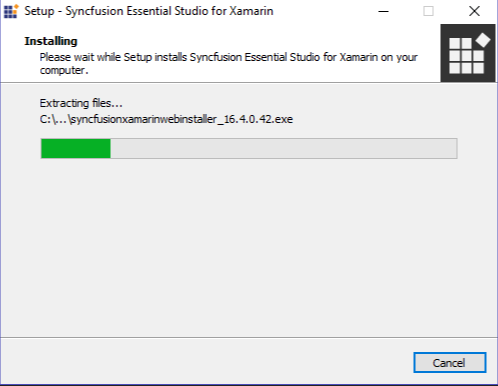 Setup - Syncfusion Essential Studio for Xamarin
Installing
Please wait while Setup installs Syncfusion Essential Studio for Xamarin on your
computer.
Extracting files...
C:\...\syncfusionxamarinwebinstaller_16.4.0.42.exe
Cancel